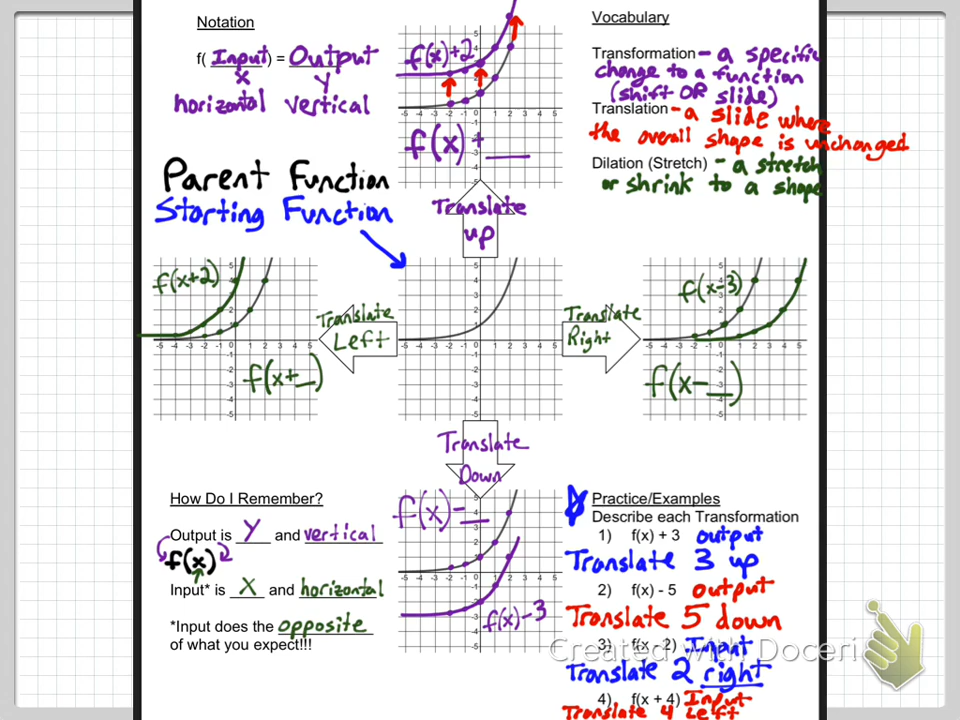 Notation
f( Input ) = Output
x y
horizontal vertical
f(x)+2
f(x)+__
Vocabulary
Transformation - a specific
change to a function
(shift OR slide)
Translation - a slide where
the overall shape is unchanged
Dilation (Stretch) - a stretch
or shrink to a shape
Parent Function
Starting Function
Translate
up
f(x+2)
f(x+__)
Translate
Left
Translate
Right
f(x-3)
f(x-__)
Translate
Down
How Do I Remember?
Output is y and vertical
f(x)
Input* is x and horizontal
*Input does the opposite
of what you expect!!!
f(x)-__
f(x)-3
Practice/Examples
Describe each Transformation
1) f(x) + 3 output
Translate 3 up
2) f(x) - 5 output
Translate 5 down
3) f(x - 2) Input
Translate 2 right
4) f(x + 4) Input
Translate 4 Left
Created with Doceri